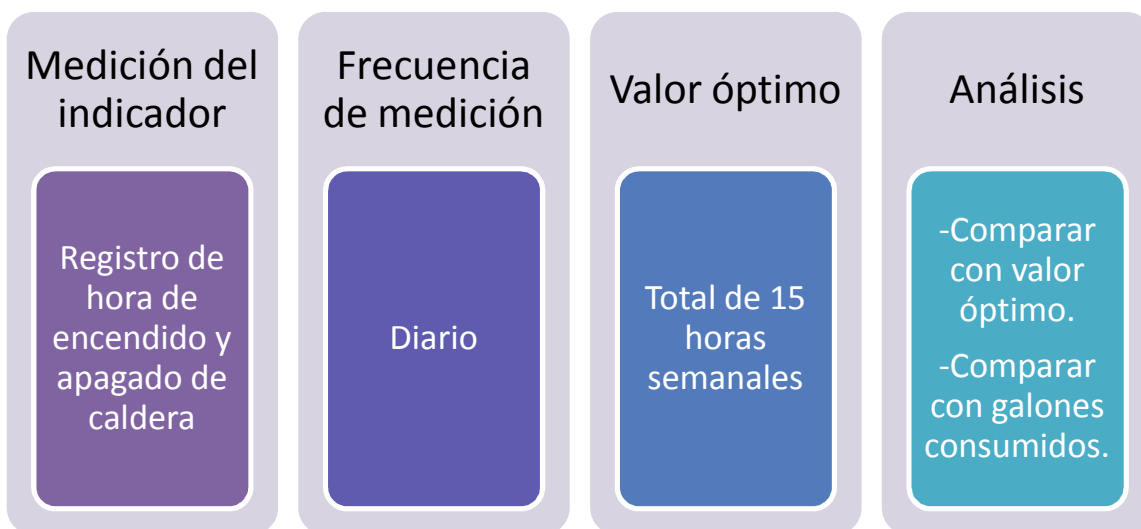 Medición del
indicador
Registro de
hora de
encendido y
apagado de
caldera
Frecuencia
de medición
Diario
Valor óptimo
Total de 15
horas
semanales
Análisis
-Comparar
con valor
óptimo.
-Comparar
con galones
consumidos.